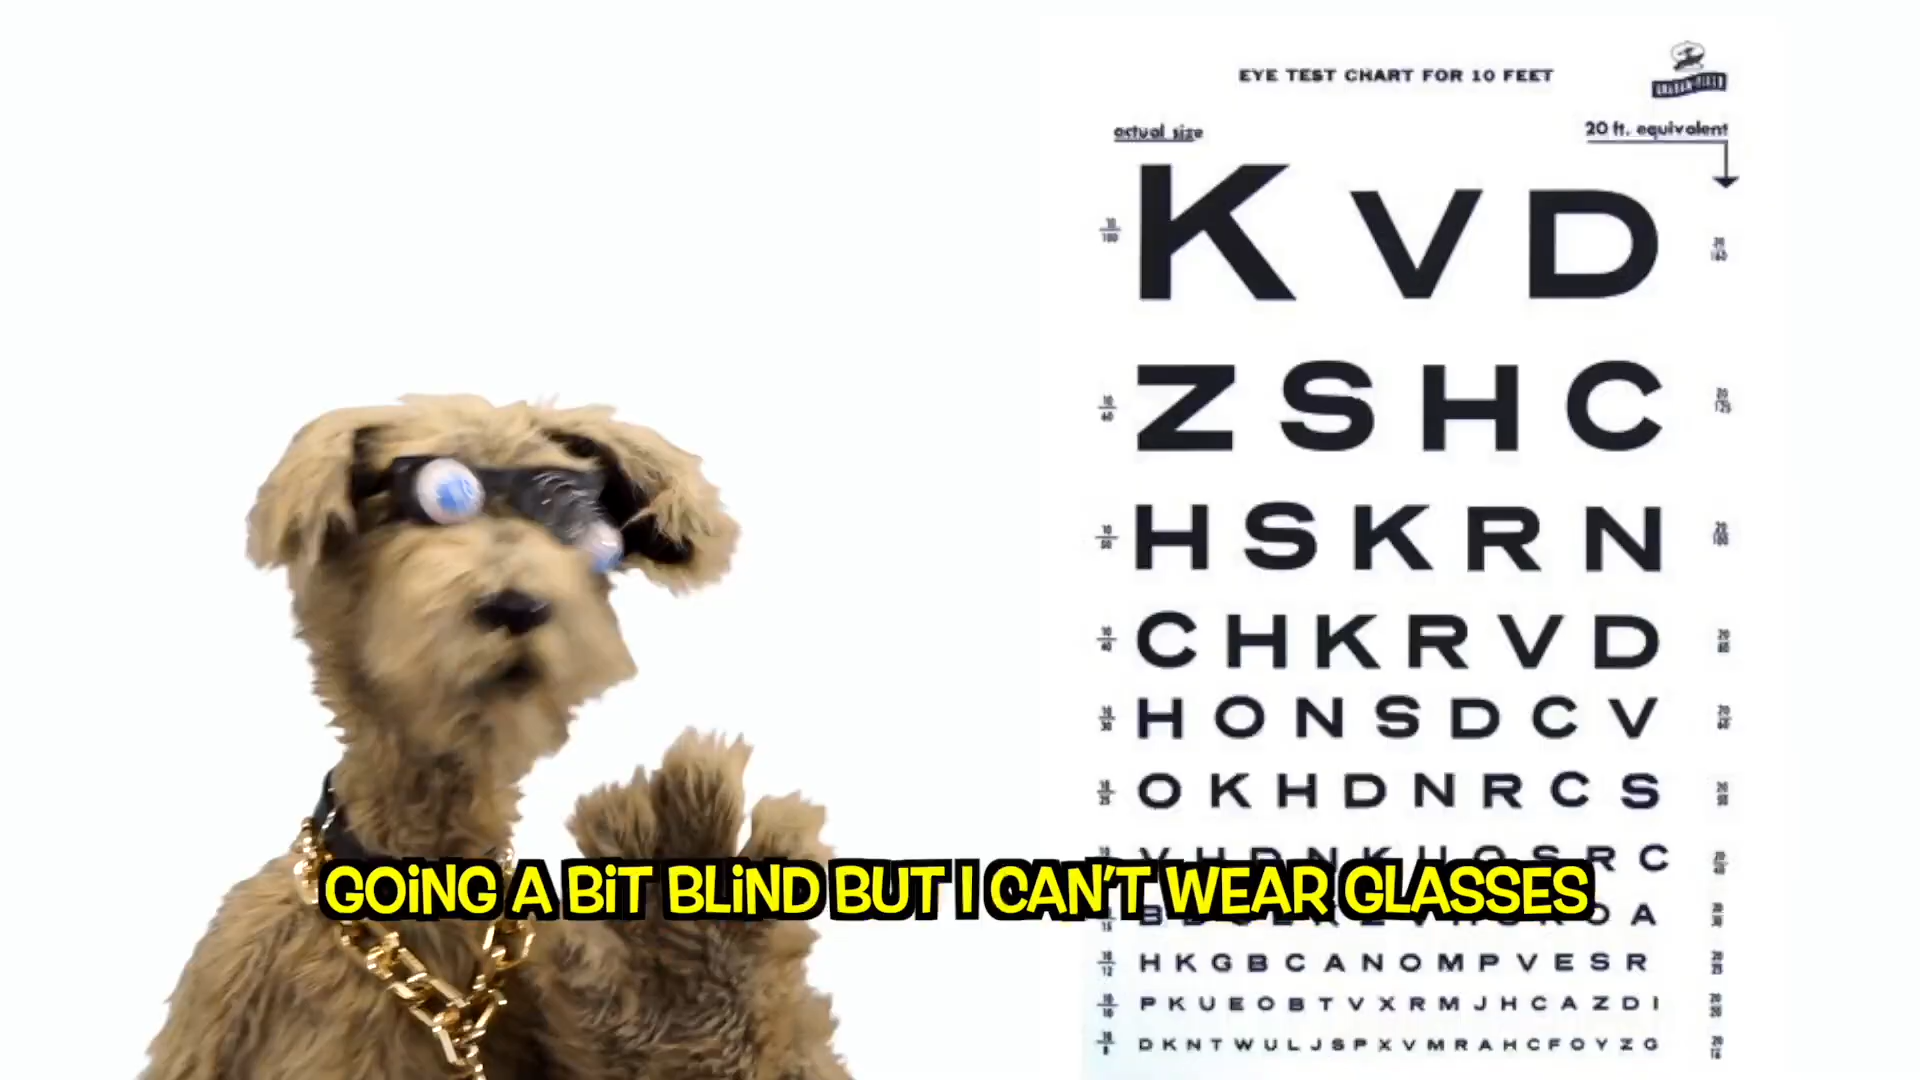 EYE TEST CHART FOR 10 FEET
actual size
20 ft. equivalent
K V D
Z S H C
H S K R N
C H K R V D
H O N S D C V
O K H D N R C S
R C
GOiNG A BiT BLiND BUT I CAN'T WEAR GLASSES
A
H K G B C A N O M P V E S R
P K U E O B T V X R M J H C A Z D I
D K N T W U L J S P X V M R A H C F O Y Z G